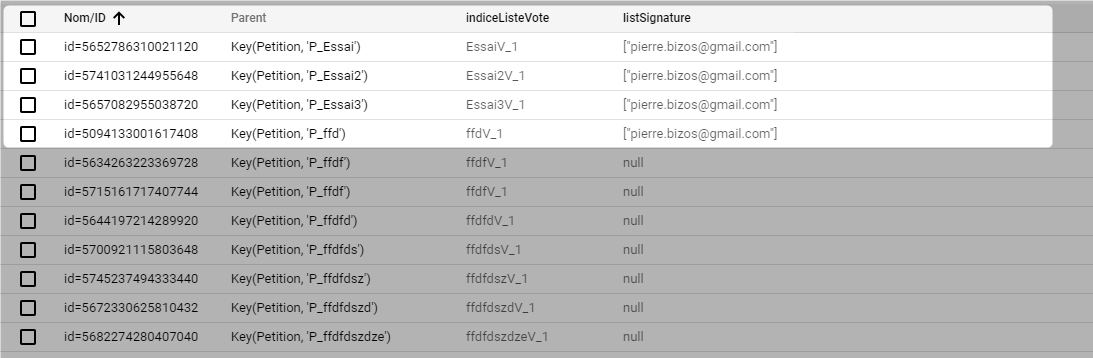 Nom/ID ↑ Parent indiceListeVote listSignature
id=5652786310021120 Key(Petition, 'P_Essai') EssaiV_1 ["pierre.bizos@gmail.com"]
id=5741031244955648 Key(Petition, 'P_Essai2') Essai2V_1 ["pierre.bizos@gmail.com"]
id=5657082955038720 Key(Petition, 'P_Essai3') Essai3V_1 ["pierre.bizos@gmail.com"]
id=5094133001617408 Key(Petition, 'P_ffd') ffdV_1 ["pierre.bizos@gmail.com"]
id=5634263223369728 Key(Petition, 'P_ffdf') ffdfV_1 null
id=5715161717407744 Key(Petition, 'P_ffdf') ffdfV_1 null
id=5644197214289920 Key(Petition, 'P_ffdfd') ffdfdV_1 null
id=5700921115803648 Key(Petition, 'P_ffdfds') ffdfdsV_1 null
id=5745237494333440 Key(Petition, 'P_ffdfdsz') ffdfdszV_1 null
id=5672330625810432 Key(Petition, 'P_ffdfdszd') ffdfdszdV_1 null
id=5682274280407040 Key(Petition, 'P_ffdfdszdze') ffdfdszdzeV_1 null